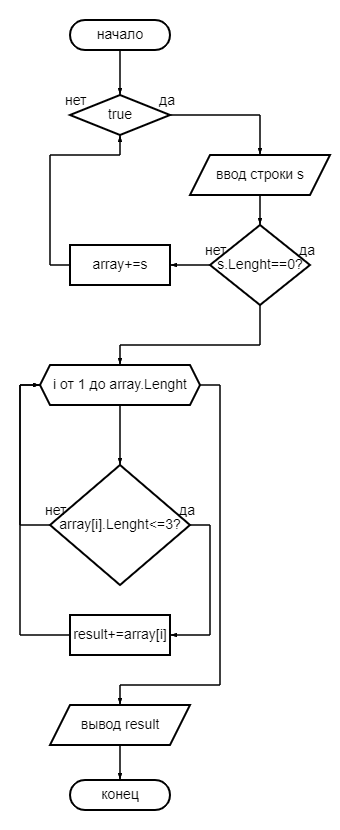 начало
нет
да
true
ввод строки s
нет
да
s.Lenght==0?
array+=s
i от 1 до array.Lenght
нет
да
array[i].Lenght<=3?
result+=array[i]
вывод result
конец